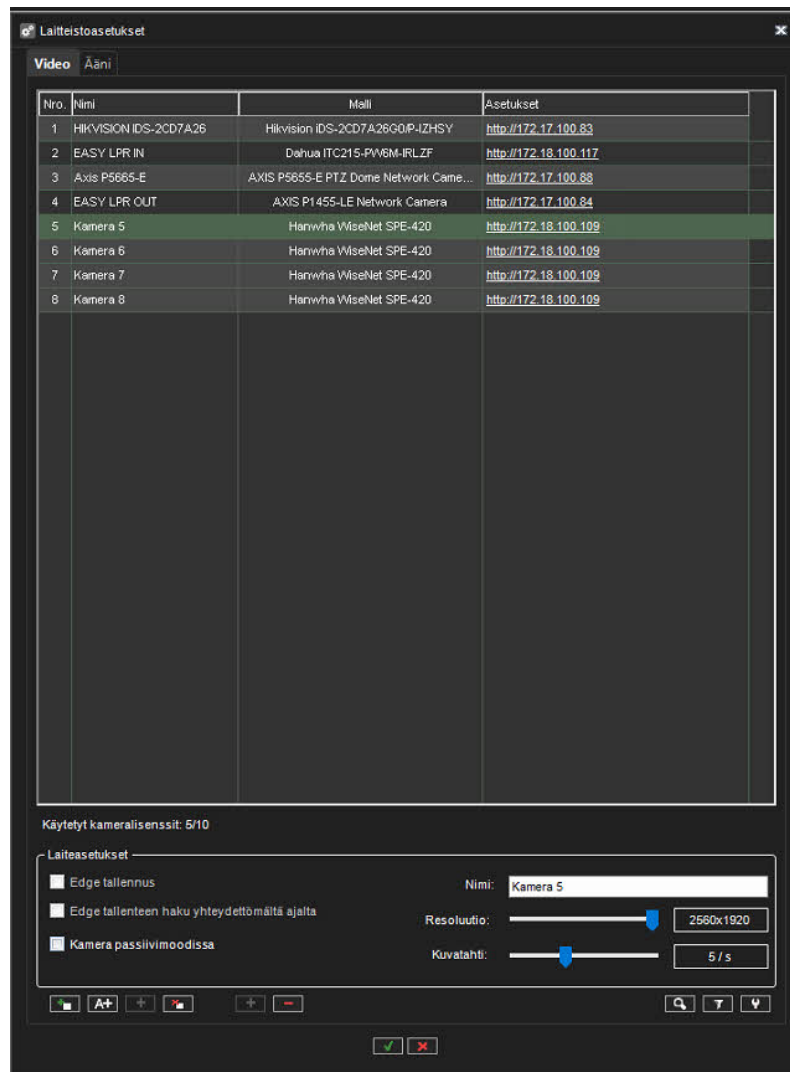 Laitteistoasetukset
Video Ääni
Nro. Nimi Malli Asetukset
1 HIKVISION IDS-2CD7A26 Hikvision iDS-2CD7A26G0/P-IZHSY http://172.17.100.83
2 EASY LPR IN Dahua ITC215-PW6M-IRLZF http://172.18.100.117
3 Axis P5665-E AXIS P5655-E PTZ Dome Network Came... http://172.17.100.88
4 EASY LPR OUT AXIS P1455-LE Network Camera http://172.17.100.84
5 Kamera 5 Hanwha WiseNet SPE-420 http://172.18.100.109
6 Kamera 6 Hanwha WiseNet SPE-420 http://172.18.100.109
7 Kamera 7 Hanwha WiseNet SPE-420 http://172.18.100.109
8 Kamera 8 Hanwha WiseNet SPE-420 http://172.18.100.109
Käytetyt kameralisenssit: 5/10
Laiteasetukset
Edge tallennus Nimi: Kamera 5
Edge tallenteen haku yhteydettömältä ajalta Resoluutio: 2560x1920
Kamera passiivimoodissa Kuvatahti: 5 / s
A+